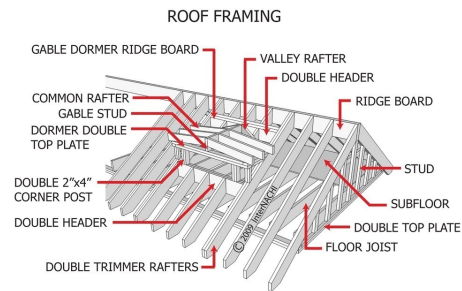 ROOF FRAMING
GABLE DORMER RIDGE BOARD
VALLEY RAFTER
DOUBLE HEADER
COMMON RAFTER
RIDGE BOARD
GABLE STUD
DORMER DOUBLE
TOP PLATE
STUD
DOUBLE 2"x4"
CORNER POST
SUBFLOOR
DOUBLE HEADER
DOUBLE TOP PLATE
FLOOR JOIST
DOUBLE TRIMMER RAFTERS
© 2009 InterNACHI